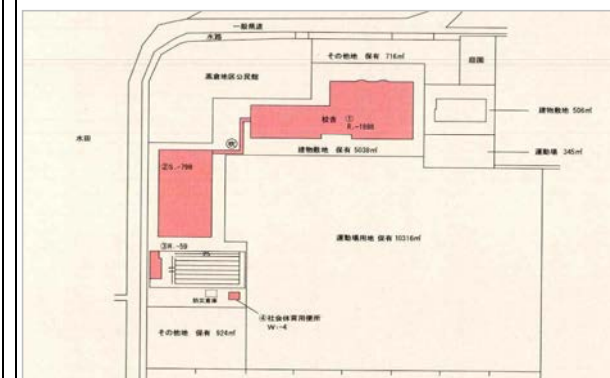 一般県道
水路
その他地 保有 716㎡
庭園
高倉地区公民館
校舎 ①
R.-1898
建物敷地 506㎡
水田
建物敷地 保有 5038㎡
運動場 345㎡
②S.-798
運動場用地 保有 10316㎡
③R.-59
防災倉庫
④社会体育用便所
W.-4
その他地 保有 924㎡